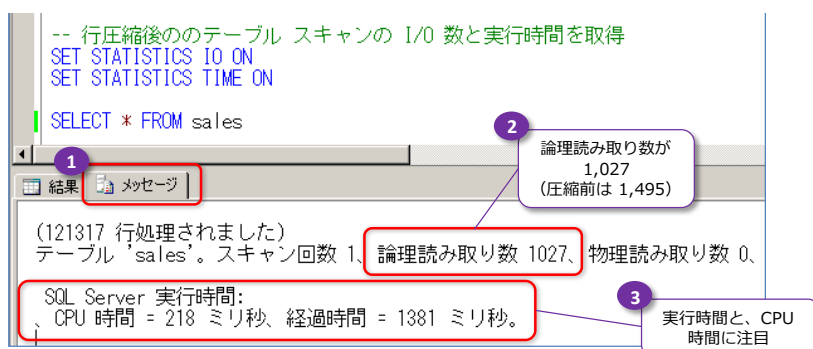 -- 行圧縮後ののテーブル スキャンの I/O 数と実行時間を取得
SET STATISTICS IO ON
SET STATISTICS TIME ON
SELECT * FROM sales
2
論理読み取り数が
1,027
（圧縮前は 1,495）
1
結果 メッセージ
(121317 行処理されました)
テーブル 'sales'。スキャン回数 1、論理読み取り数 1027、物理読み取り数 0、
SQL Server 実行時間:
、CPU 時間 = 218 ミリ秒、経過時間 = 1381 ミリ秒。
3
実行時間と、CPU
時間に注目